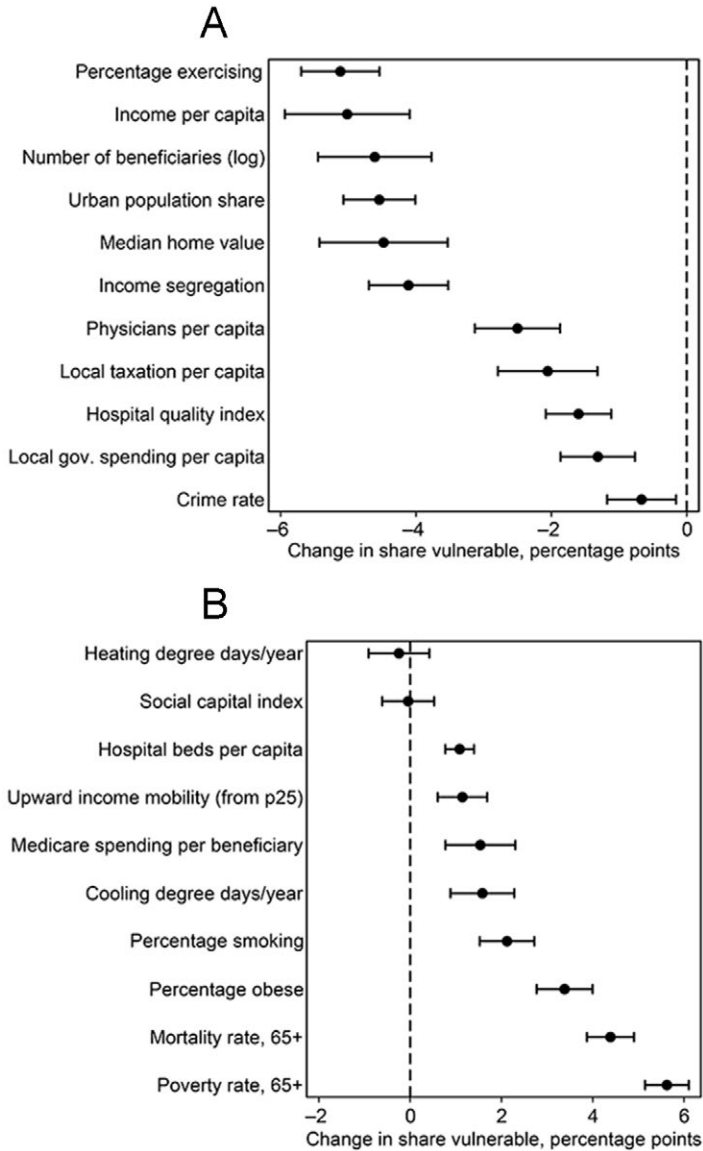 A
Percentage exercising
Income per capita
Number of beneficiaries (log)
Urban population share
Median home value
Income segregation
Physicians per capita
Local taxation per capita
Hospital quality index
Local gov. spending per capita
Crime rate
–6 –4 –2 0
Change in share vulnerable, percentage points
B
Heating degree days/year
Social capital index
Hospital beds per capita
Upward income mobility (from p25)
Medicare spending per beneficiary
Cooling degree days/year
Percentage smoking
Percentage obese
Mortality rate, 65+
Poverty rate, 65+
–2 0 2 4 6
Change in share vulnerable, percentage points